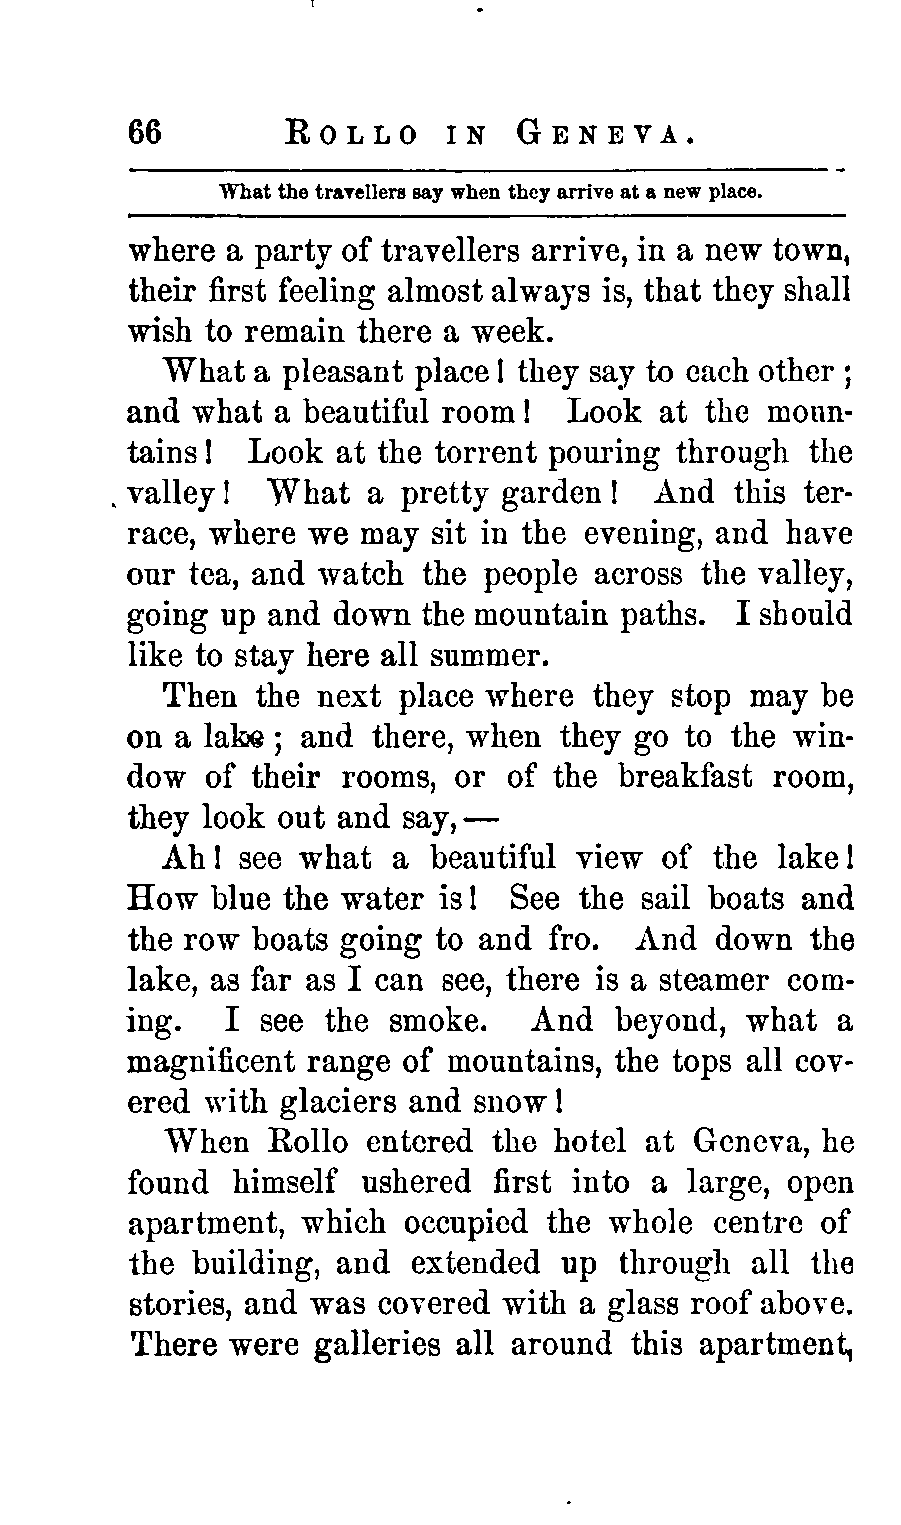 66 ROLLO IN GENEVA.
What the travellers say when they arrive at a new place.
where a party of travellers arrive, in a new town,
their first feeling almost always is, that they shall
wish to remain there a week.
What a pleasant place! they say to each other;
and what a beautiful room! Look at the moun-
tains! Look at the torrent pouring through the
valley! What a pretty garden! And this ter-
race, where we may sit in the evening, and have
our tea, and watch the people across the valley,
going up and down the mountain paths. I should
like to stay here all summer.
Then the next place where they stop may be
on a lake; and there, when they go to the win-
dow of their rooms, or of the breakfast room,
they look out and say,—
Ah! see what a beautiful view of the lake!
How blue the water is! See the sail boats and
the row boats going to and fro. And down the
lake, as far as I can see, there is a steamer com-
ing. I see the smoke. And beyond, what a
magnificent range of mountains, the tops all cov-
ered with glaciers and snow!
When Rollo entered the hotel at Geneva, he
found himself ushered first into a large, open
apartment, which occupied the whole centre of
the building, and extended up through all the
stories, and was covered with a glass roof above.
There were galleries all around this apartment,